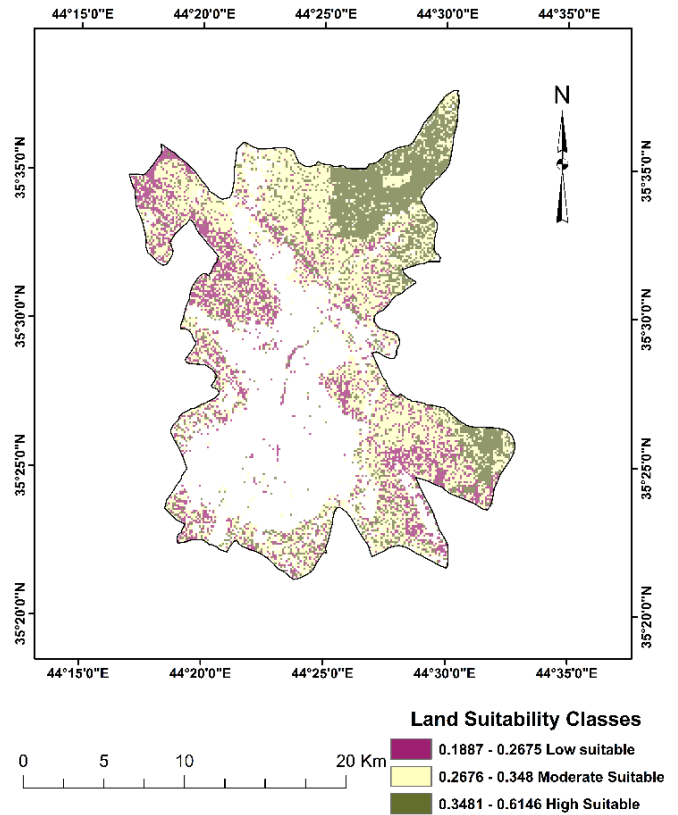 44°15'0"E 44°20'0"E 44°25'0"E 44°30'0"E 44°35'0"E
N
35°35'0"N 35°35'0"N
35°30'0"N 35°30'0"N
35°25'0"N 35°25'0"N
35°20'0"N 35°20'0"N
44°15'0"E 44°20'0"E 44°25'0"E 44°30'0"E 44°35'0"E
Land Suitability Classes
0.1887 - 0.2675 Low suitable
0.2676 - 0.348 Moderate Suitable
0.3481 - 0.6146 High Suitable
0 5 10 20 Km